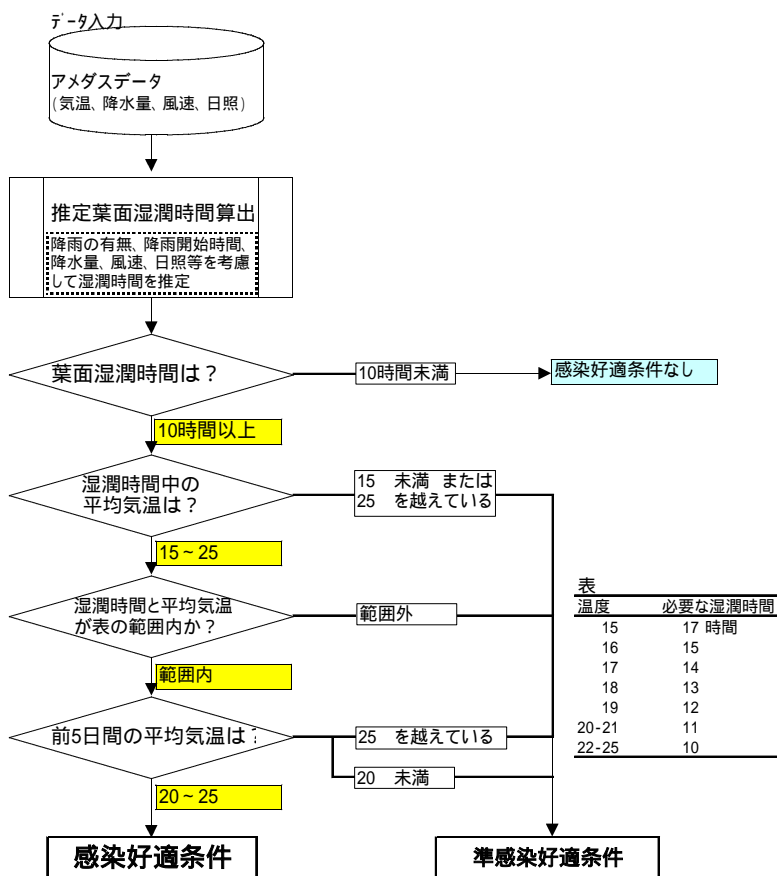 データ入力
アメダスデータ
(気温、降水量、風速、日照)
推定葉面湿潤時間算出
降雨の有無、降雨開始時間、
降水量、風速、日照等を考慮
して湿潤時間を推定
葉面湿潤時間は？
10時間未満
感染好適条件なし
10時間以上
湿潤時間中の
平均気温は？
15 未満 または
25 を越えている
15～25
湿潤時間と平均気温
が表の範囲内か？
範囲外
範囲内
前5日間の平均気温は？
25 を越えている
20 未満
20～25
感染好適条件
準感染好適条件
表
温度 必要な湿潤時間
15 17 時間
16 15
17 14
18 13
19 12
20-21 11
22-25 10